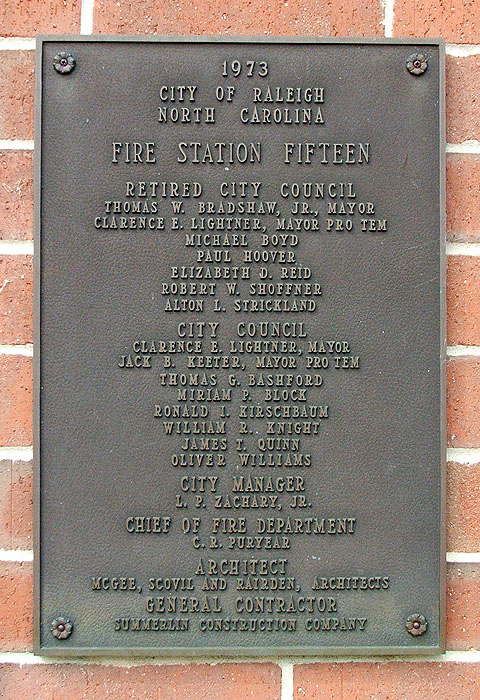 1973
CITY OF RALEIGH
NORTH CAROLINA
FIRE STATION FIFTEEN
RETIRED CITY COUNCIL
THOMAS W. BRADSHAW, JR., MAYOR
CLARENCE E. LIGHTNER, MAYOR PRO TEM
MICHAEL BOYD
PAUL HOOVER
ELIZABETH D. REID
ROBERT W. SHOFFNER
ALTON L. STRICKLAND
CITY COUNCIL
CLARENCE E. LIGHTNER, MAYOR
JACK B. KEETER, MAYOR PRO TEM
THOMAS G. BASHFORD
MIRIAM P. BLOCK
RONALD I. KIRSCHBAUM
WILLIAM R. KNIGHT
JAMES T. QUINN
OLIVER WILLIAMS
CITY MANAGER
L. P. ZACHARY, JR.
CHIEF OF FIRE DEPARTMENT
C. R. PURYEAR
ARCHITECT
MCGEE, SCOVIL AND RAIRDEN, ARCHITECTS
GENERAL CONTRACTOR
SUMMERLIN CONSTRUCTION COMPANY